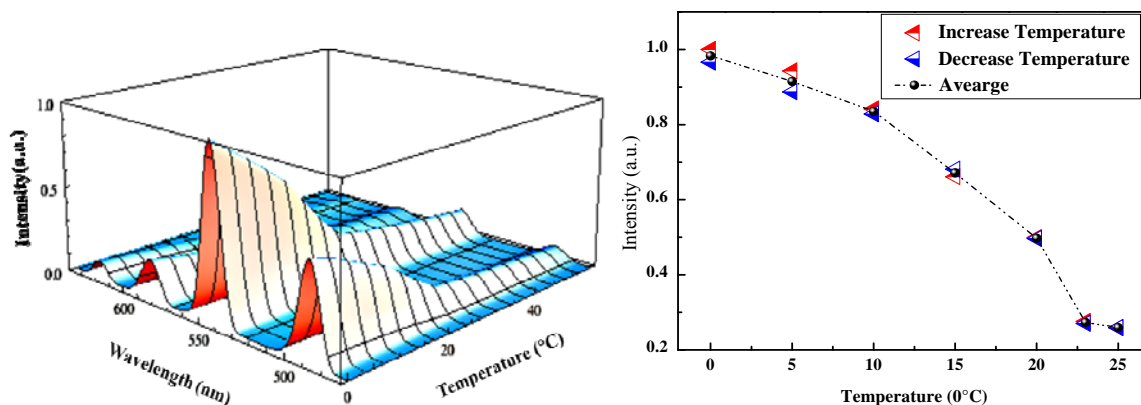 1.0
0.5
0.0
Intensity(a.u.)
600
550
500
Wavelength (nm)
0
20
40
Temperature (°C)
Increase Temperature
Decrease Temperature
Avearge
1.0
0.8
0.6
0.4
0.2
Intensity (a.u.)
0 5 10 15 20 25
Temperature (0°C)